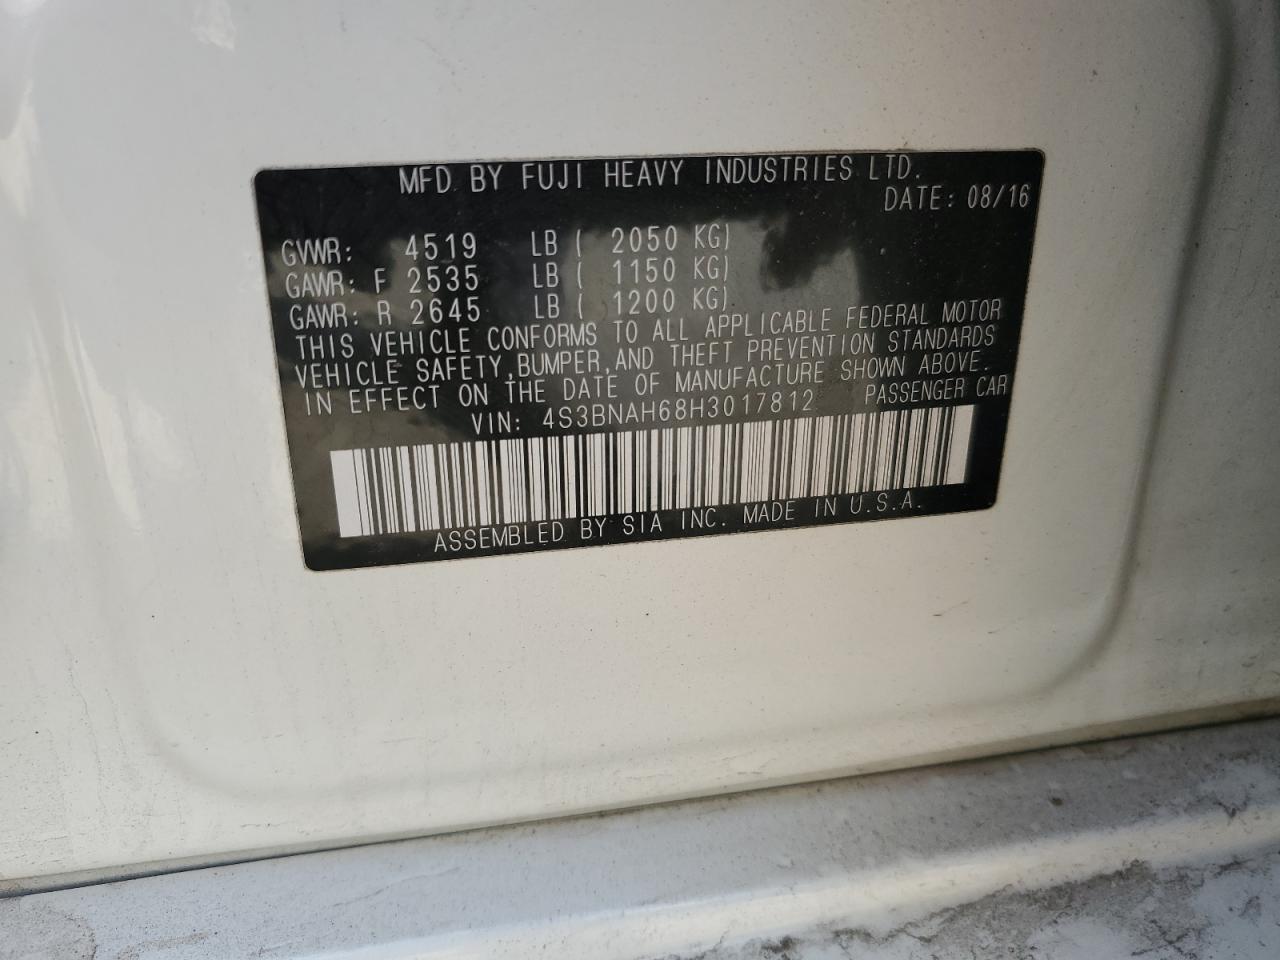 MFD. BY FUJI HEAVY INDUSTRIES LTD.
DATE: 08/16
GVWR: 4519 LB ( 2050 KG)
GAWR: F 2535 LB ( 1150 KG)
GAWR: R 2645 LB ( 1200 KG)
THIS VEHICLE CONFORMS TO ALL APPLICABLE FEDERAL MOTOR
VEHICLE SAFETY,BUMPER,AND THEFT PREVENTION STANDARDS
IN EFFECT ON THE DATE OF MANUFACTURE SHOWN ABOVE.
VIN: 4S3BNAH68H3017812 PASSENGER CAR
ASSEMBLED BY SIA INC. MADE IN U.S.A.